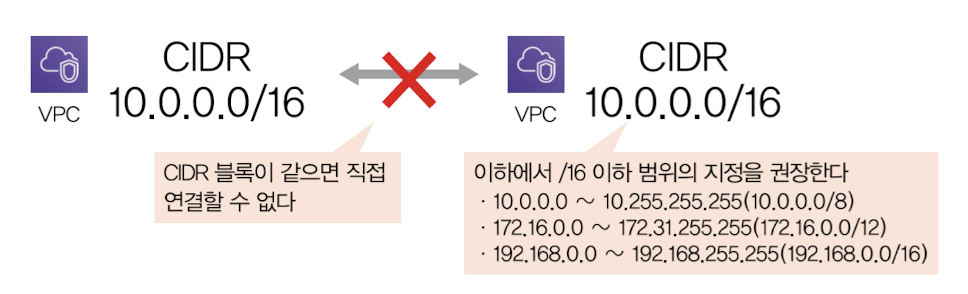 VPC
CIDR
10.0.0.0/16
VPC
CIDR
10.0.0.0/16
CIDR 블록이 같으면 직접
연결할 수 없다
이하에서 /16 이하 범위의 지정을 권장한다
· 10.0.0.0 ~ 10.255.255.255(10.0.0.0/8)
· 172.16.0.0 ~ 172.31.255.255(172.16.0.0/12)
· 192.168.0.0 ~ 192.168.255.255(192.168.0.0/16)